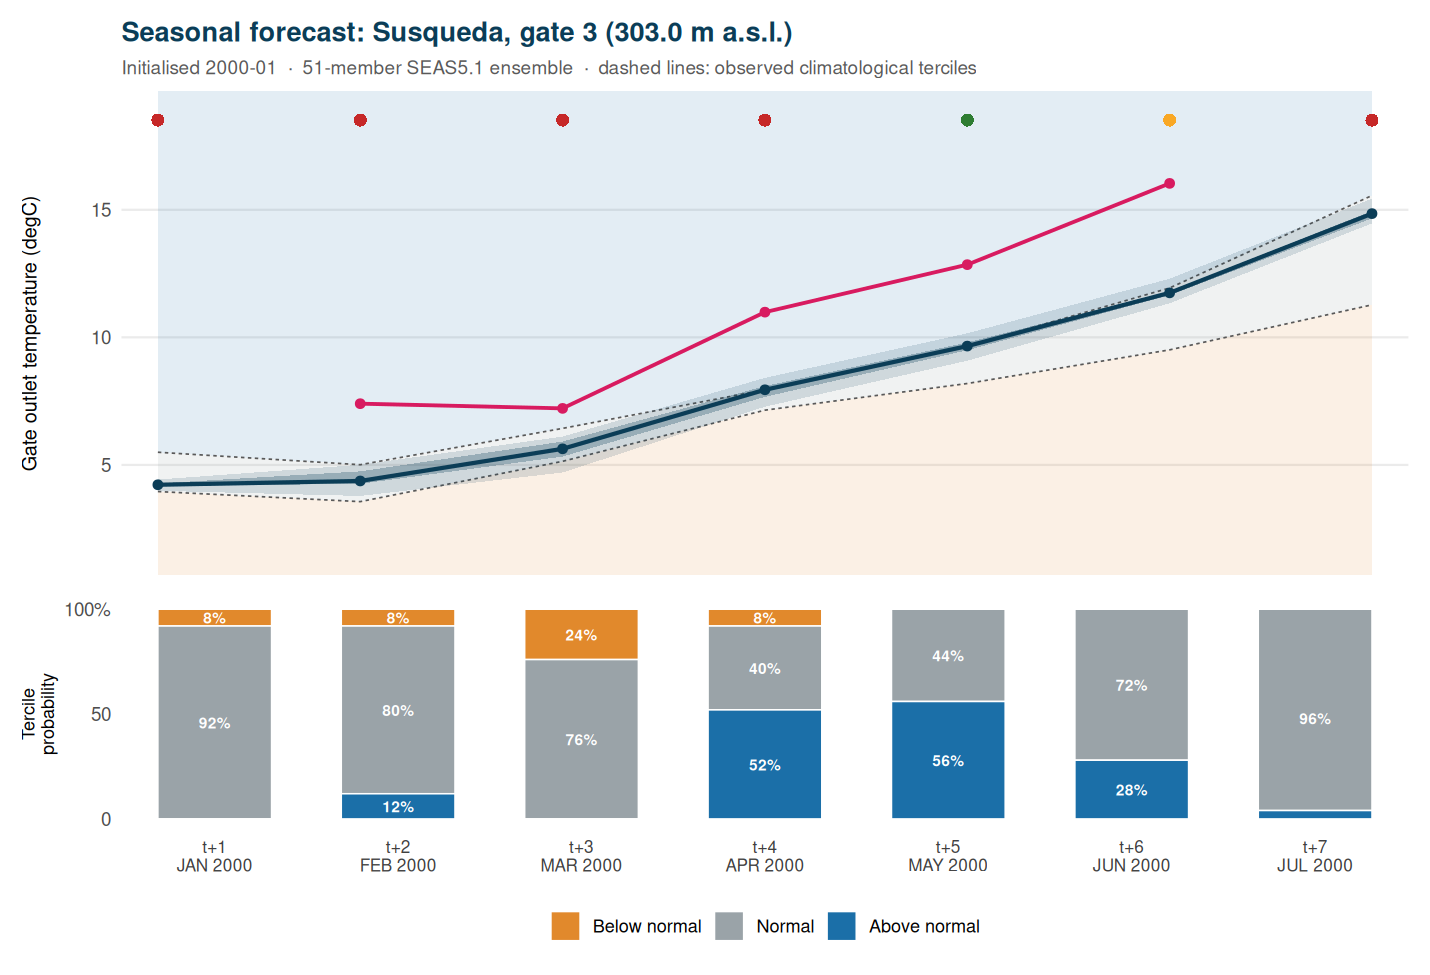 Seasonal forecast: Susqueda, gate 3 (303.0 m a.s.l.)
Initialised 2000-01 · 51-member SEAS5.1 ensemble · dashed lines: observed climatological terciles
Gate outlet temperature (degC)
15
10
5
Tercile
probability
100%
50
0
8%
92%
8%
80%
12%
24%
76%
8%
40%
52%
44%
56%
72%
28%
96%
t+1
JAN 2000
t+2
FEB 2000
t+3
MAR 2000
t+4
APR 2000
t+5
MAY 2000
t+6
JUN 2000
t+7
JUL 2000
Below normal
Normal
Above normal